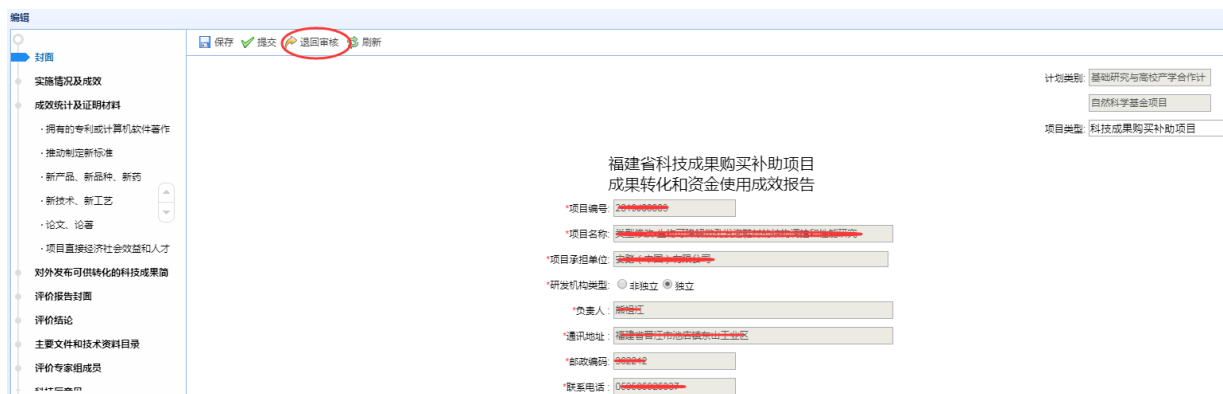 编辑
保存 提交 退回审核 刷新
封面
实施情况及成效
成效统计及证明材料
·拥有的专利或计算机软件著作
·推动制定新标准
·新产品、新品种、新药
·新技术、新工艺
·论文、论著
·项目直接经济社会效益和人才
对外发布可供转化的科技成果简
评价报告封面
评价结论
主要文件和技术资料目录
评价专家组成员
计划类别: 基础研究与高校产学合作计
自然科学基金项目
项目类型: 科技成果购买补助项目
福建省科技成果购买补助项目
成果转化和资金使用成效报告
*项目编号:
*项目名称:
*项目承担单位:
*研发机构类型: 非独立 独立
*负责人:
*通讯地址:
*邮政编码:
*联系电话: